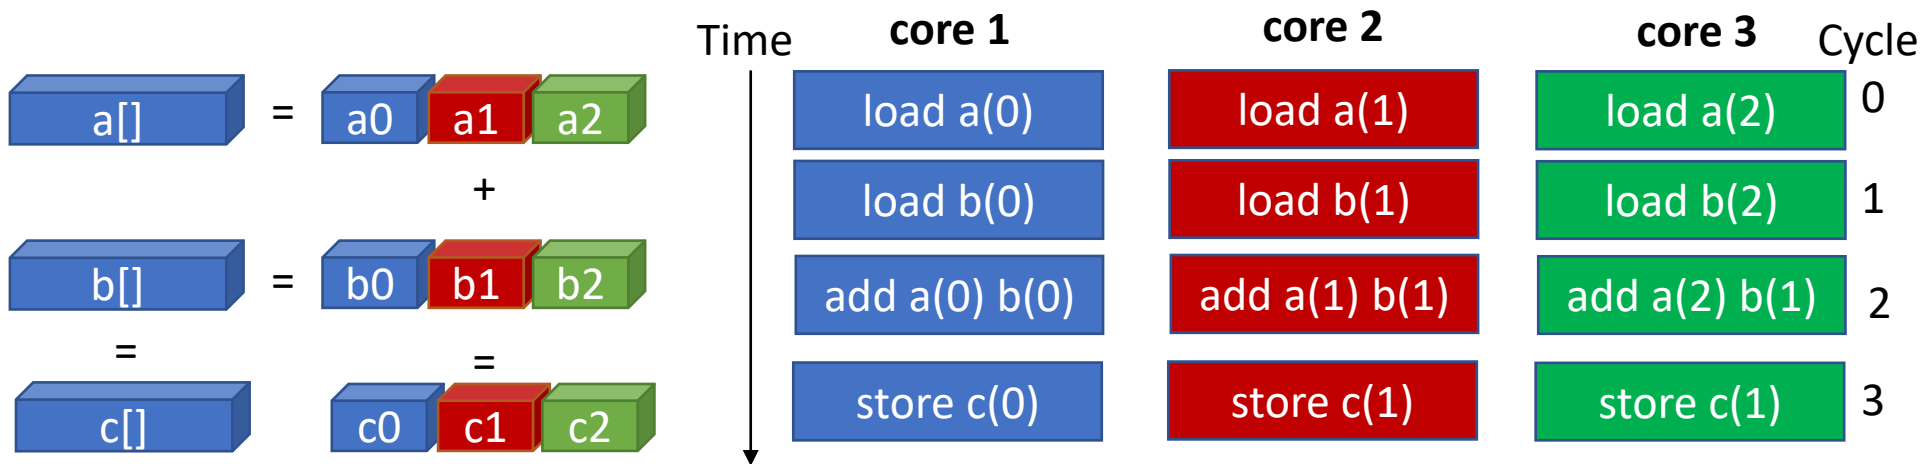 Time core 1 core 2 core 3 Cycle
a[] = a0 a1 a2 load a(0) load a(1) load a(2) 0
+ load b(0) load b(1) load b(2) 1
b[] = b0 b1 b2 add a(0) b(0) add a(1) b(1) add a(2) b(1) 2
= =
c[] c0 c1 c2 store c(0) store c(1) store c(1) 3